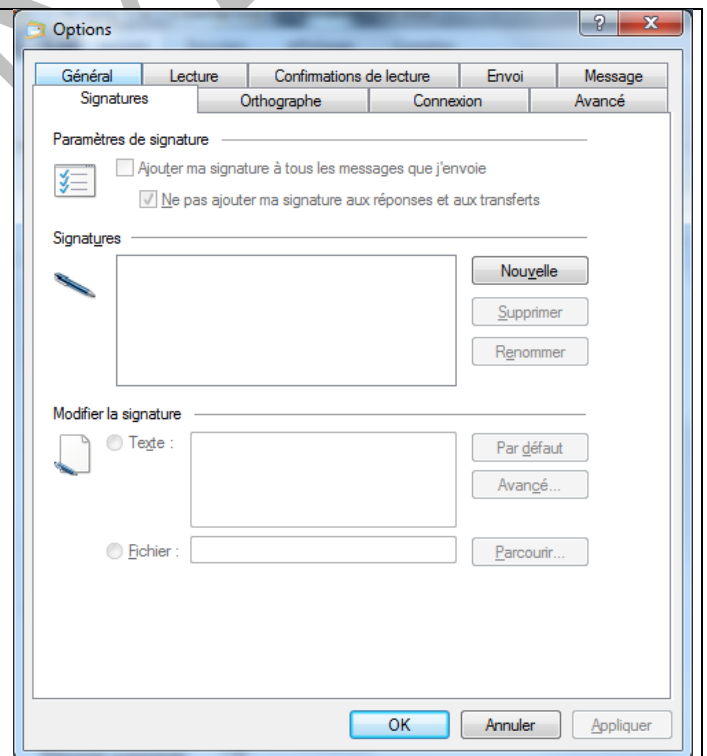 Options
Général Lecture Confirmations de lecture Envoi Message
Signatures Orthographe Connexion Avancé
Paramètres de signature
Ajouter ma signature à tous les messages que j'envoie
Ne pas ajouter ma signature aux réponses et aux transferts
Signatures
Nouvelle
Supprimer
Renommer
Modifier la signature
Texte :
Par défaut
Avancé...
Fichier :
Parcourir...
OK Annuler Appliquer